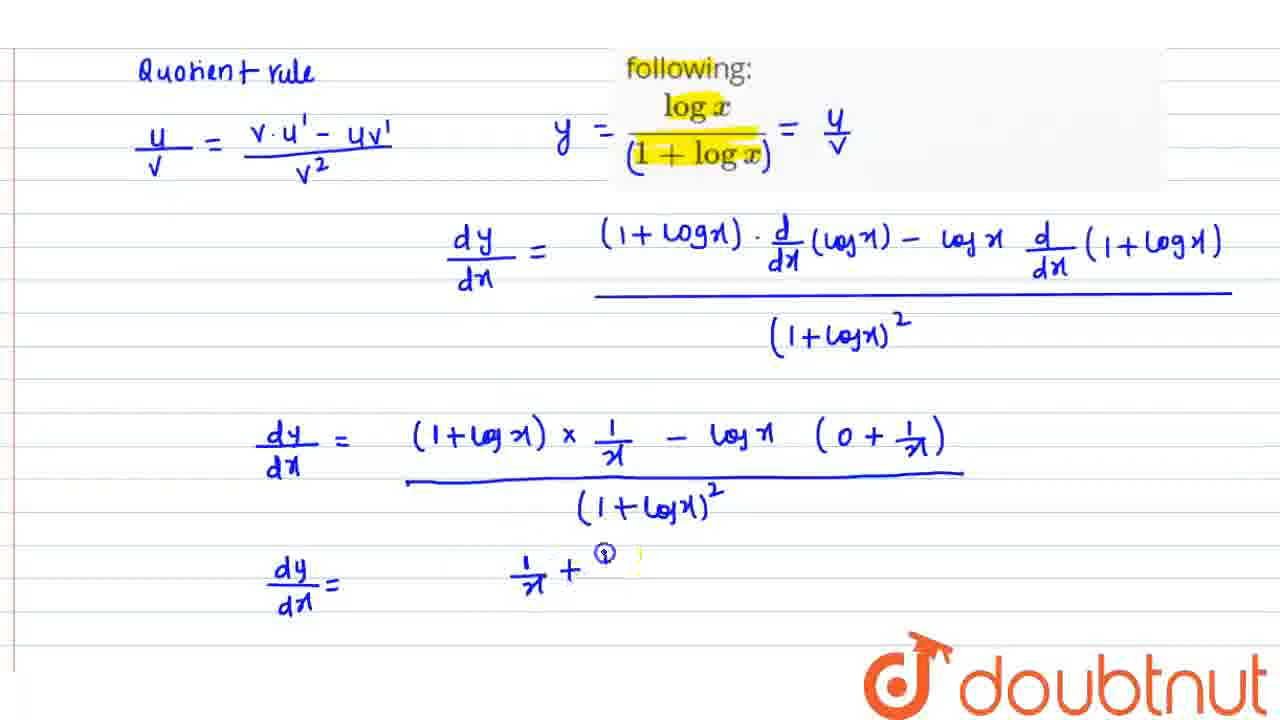 Quotient rule
following:
u/v = v·u' - uv' / v²
y = log x / (1 + log x) = u/v
dy/dx = (1+logx) · d/dx (logx) - logx d/dx (1+logx) / (1+logx)²
dy/dx = (1+logx) × 1/x - logx (0 + 1/x) / (1+logx)²
dy/dx = 1/x +
doubtnut